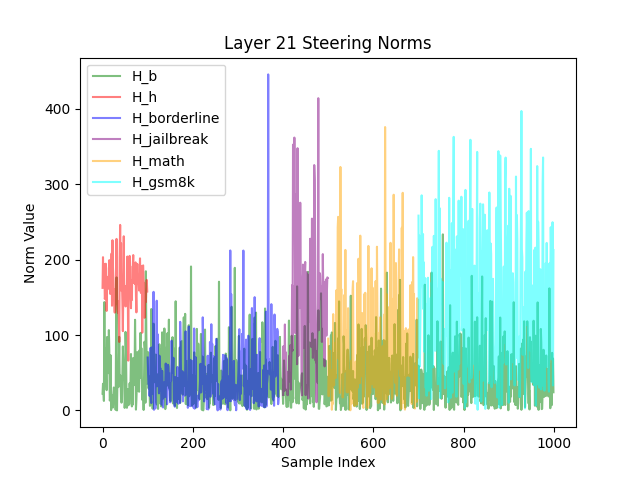 Layer 21 Steering Norms
H_b
H_h
H_borderline
H_jailbreak
H_math
H_gsm8k
Norm Value
400
300
200
100
0
0
200
400
600
800
1000
Sample Index